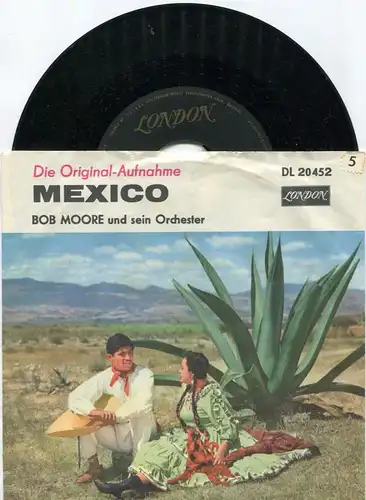 LONDON
5
Die Original-Aufnahme
DL 20452
MEXICO
LONDON
BOB MOORE und sein Orchester